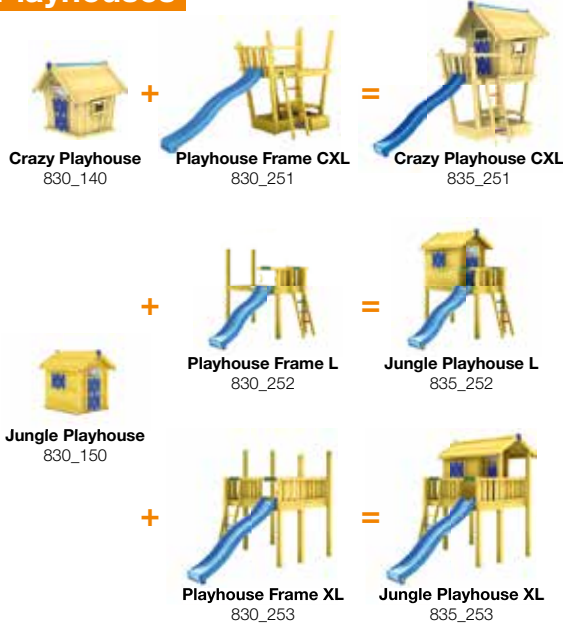 Playhouses
+
=
Crazy Playhouse
830_140
Playhouse Frame CXL
830_251
Crazy Playhouse CXL
835_251
+
=
Playhouse Frame L
830_252
Jungle Playhouse L
835_252
Jungle Playhouse
830_150
+
=
Playhouse Frame XL
830_253
Jungle Playhouse XL
835_253